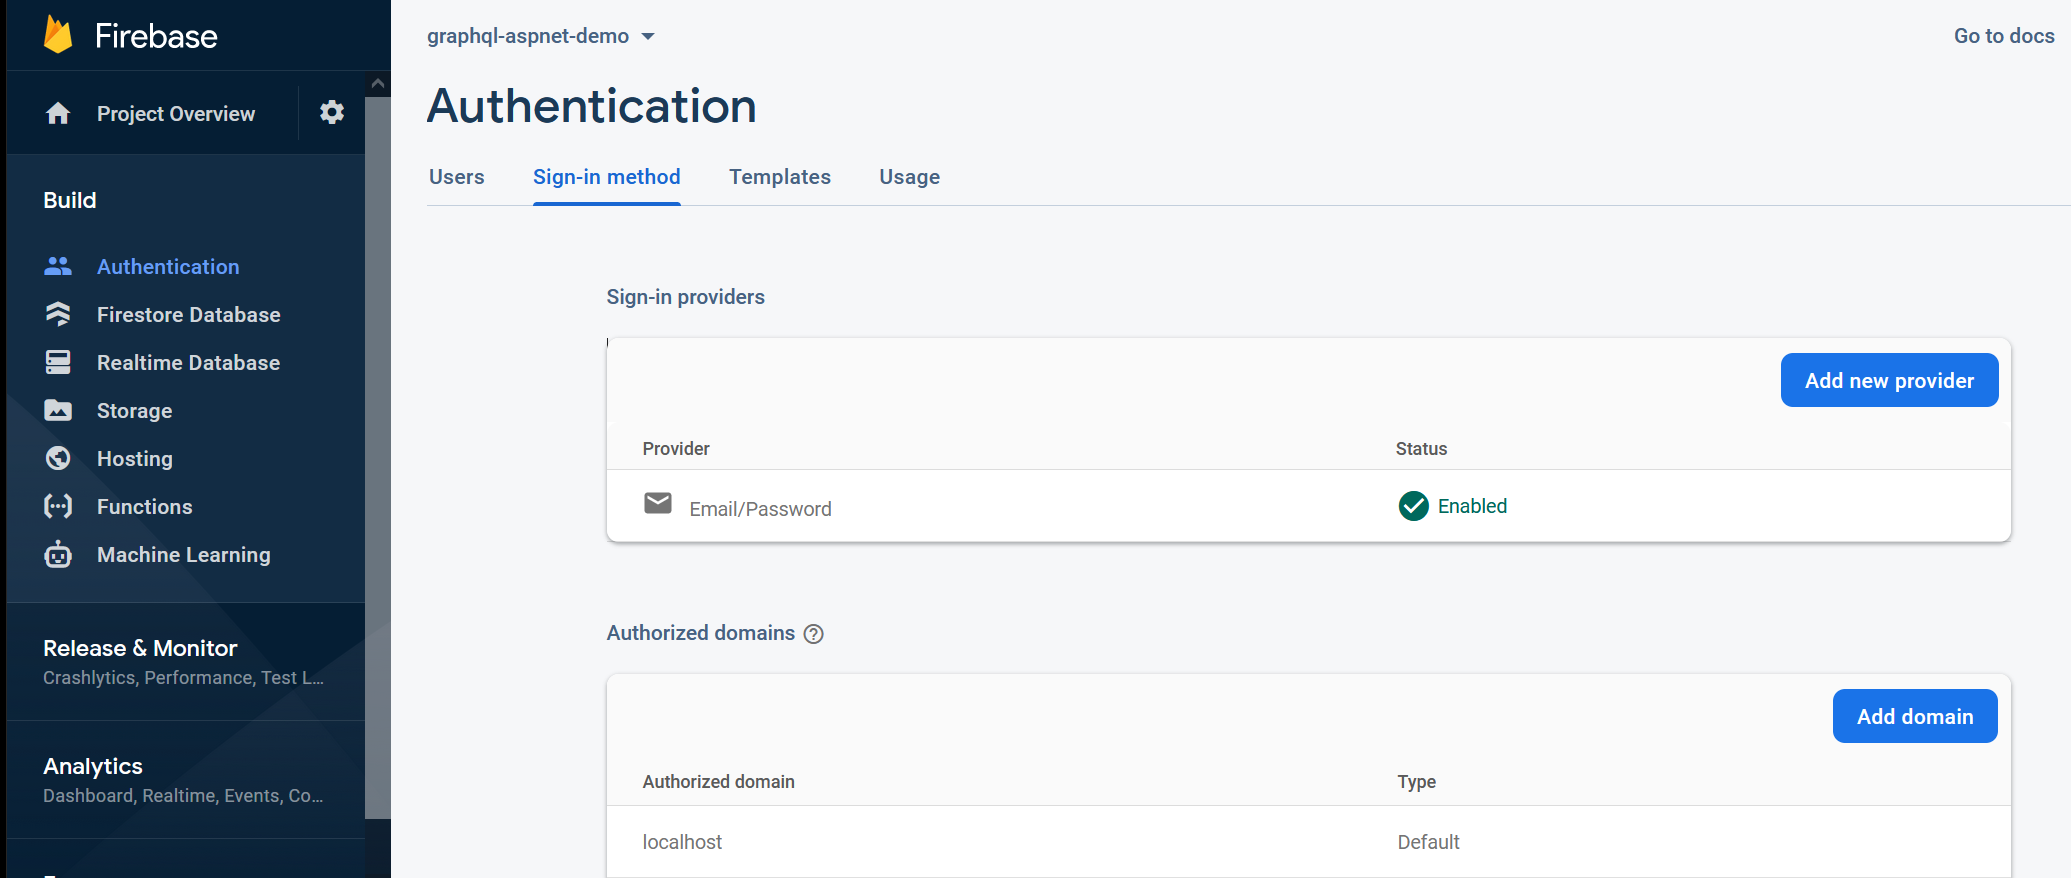 Firebase
Project Overview
Build
Authentication
Firestore Database
Realtime Database
Storage
Hosting
Functions
Machine Learning
Release & Monitor
Crashlytics, Performance, Test L...
Analytics
Dashboard, Realtime, Events, Co...
graphql-aspnet-demo
Go to docs
Authentication
Users Sign-in method Templates Usage
Sign-in providers
Add new provider
Provider Status
Email/Password Enabled
Authorized domains
Add domain
Authorized domain Type
localhost Default